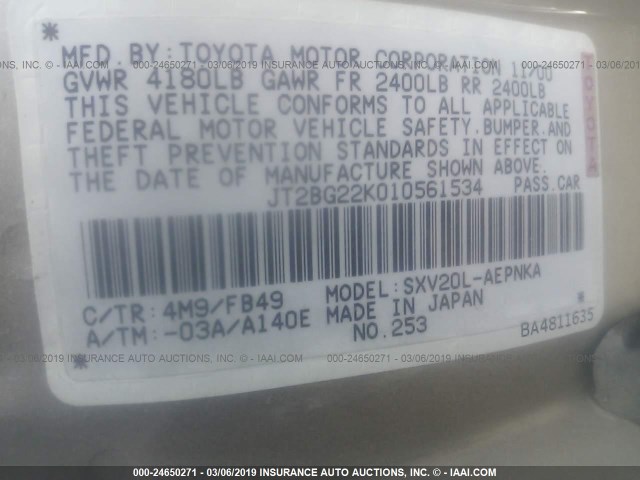 MFD. BY: TOYOTA MOTOR CORPORATION 11/00
GVWR 4180LB GAWR FR 2400LB RR 2400LB
THIS VEHICLE CONFORMS TO ALL APPLICABLE
FEDERAL MOTOR VEHICLE SAFETY, BUMPER, AND
THEFT PREVENTION STANDARDS IN EFFECT ON
THE DATE OF MANUFACTURE SHOWN ABOVE.
JT2BG22K010561534 PASS.CAR
TOYOTA
C/TR: 4M9/FB49 MODEL: SXV20L-AEPNKA
A/TM: -03A/A140E MADE IN JAPAN
NO.253 BA4811635
000-24650271 - 03/06/2019 - INSURANCE AUTO AUCTIONS - © - IAAI.COM